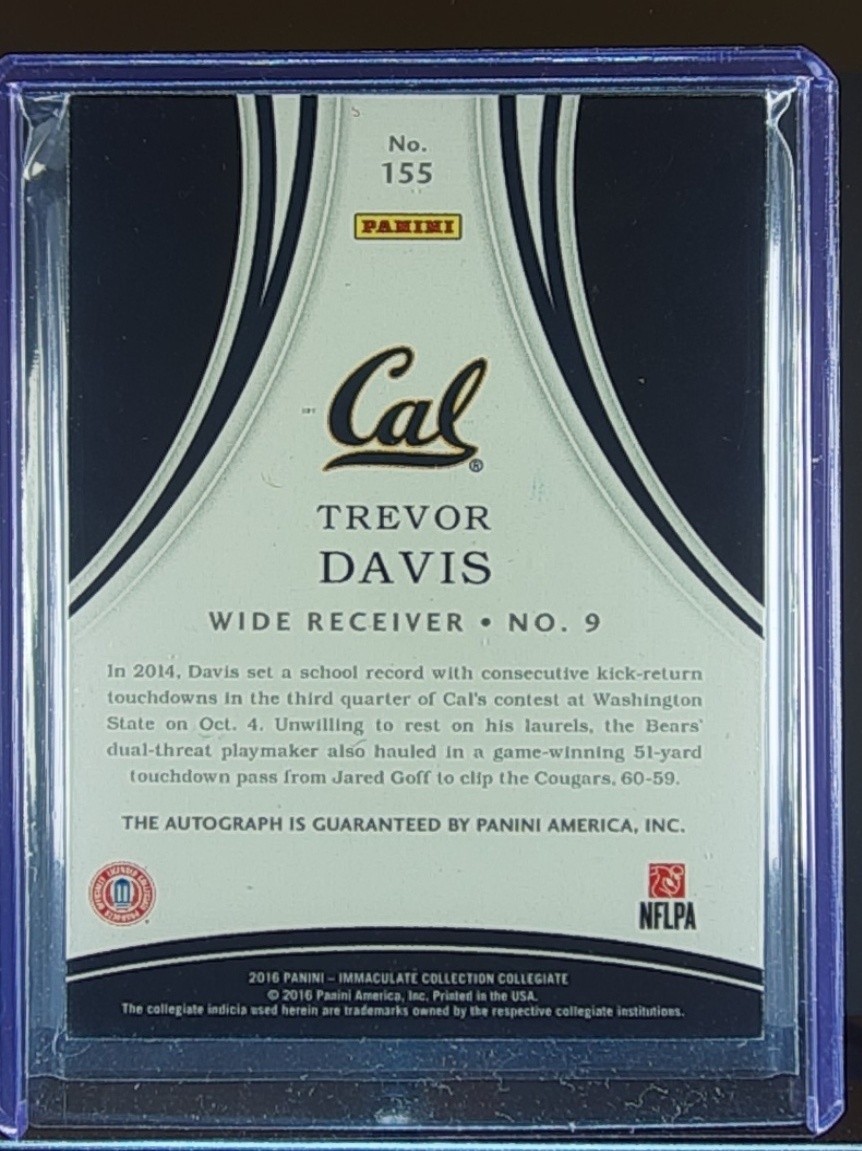 No.
155
PANINI
Cal
®
TREVOR
DAVIS
WIDE RECEIVER • NO. 9
In 2014, Davis set a school record with consecutive kick-return
touchdowns in the third quarter of Cal's contest at Washington
State on Oct. 4. Unwilling to rest on his laurels, the Bears'
dual-threat playmaker also hauled in a game-winning 51-yard
touchdown pass from Jared Goff to clip the Cougars, 60-59.
THE AUTOGRAPH IS GUARANTEED BY PANINI AMERICA, INC.
OFFICIALLY LICENSED COLLEGIATE PRODUCTS
NFLPA
2016 PANINI – IMMACULATE COLLECTION COLLEGIATE
© 2016 Panini America, Inc. Printed in the USA.
The collegiate indicia used herein are trademarks owned by the respective collegiate institutions.